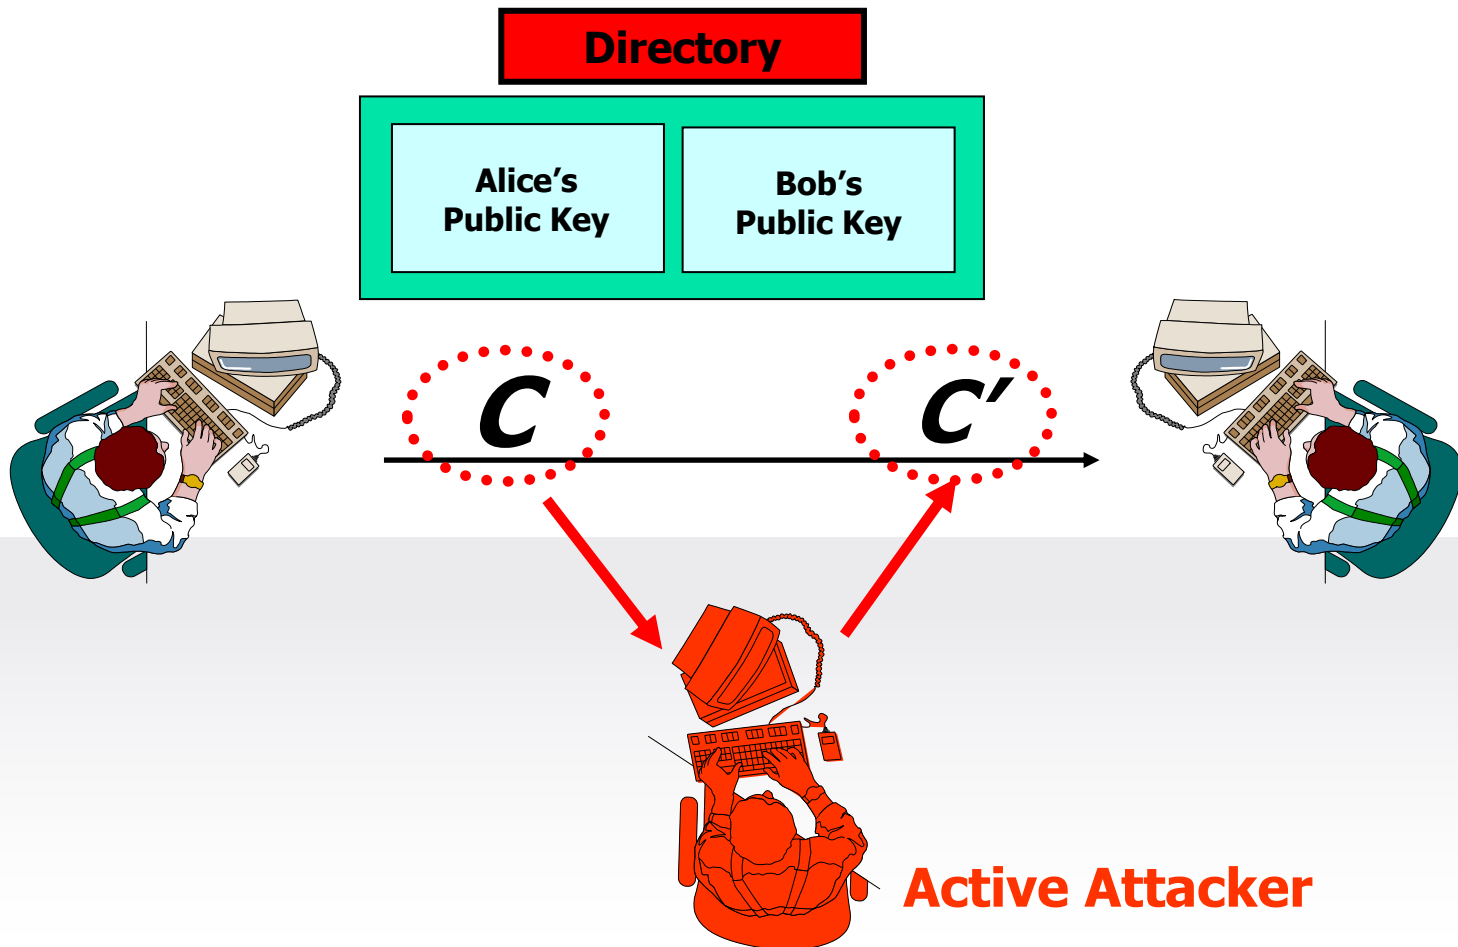 Directory
Alice’s
Public Key
Bob’s
Public Key
C
C’
Active Attacker